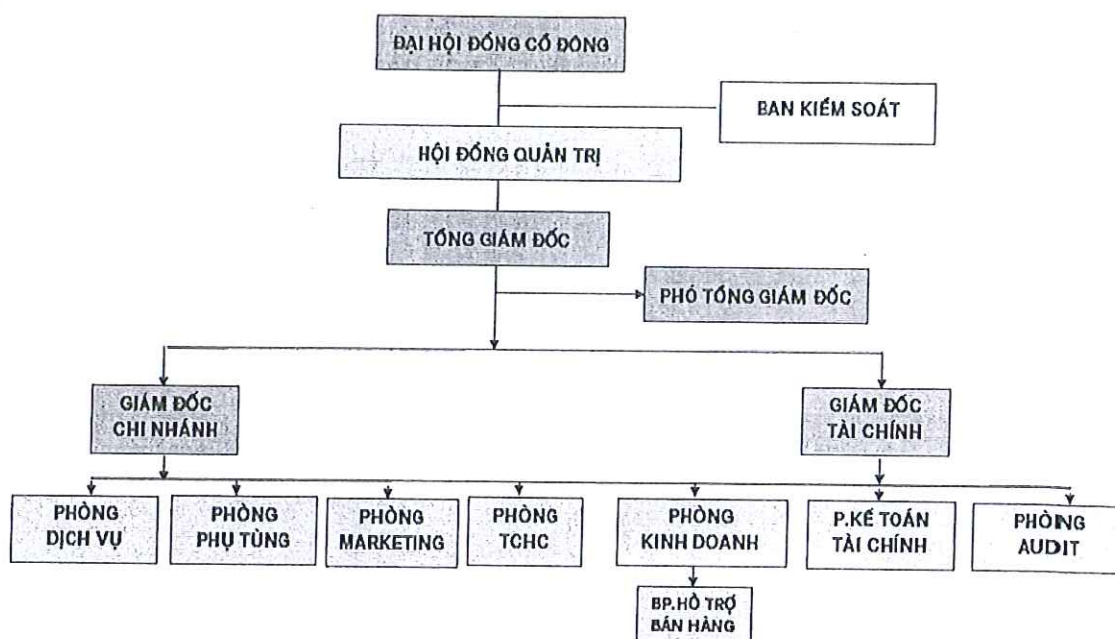 ĐẠI HỘI ĐỒNG CỔ ĐÔNG
BAN KIỂM SOÁT
HỘI ĐỒNG QUẢN TRỊ
TỔNG GIÁM ĐỐC
PHÓ TỔNG GIÁM ĐỐC
GIÁM ĐỐC
CHI NHÁNH
GIÁM ĐỐC
TÀI CHÍNH
PHÒNG
DỊCH VỤ
PHÒNG
PHỤ TÙNG
PHÒNG
MARKETING
PHÒNG
TCHC
PHÒNG
KINH DOANH
P.KẾ TOÁN
TÀI CHÍNH
PHÒNG
AUDIT
BP.HỖ TRỢ
BÁN HÀNG